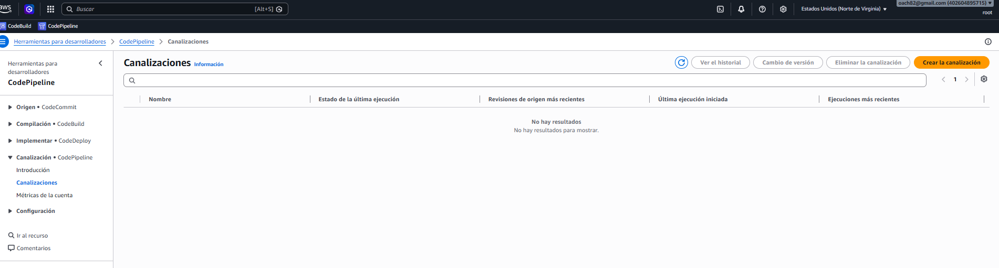 aws
Buscar [Alt+S]
Estados Unidos (Norte de Virginia)
oach82@gmail.com (402604895715)
root
CodeBuild CodePipeline
Herramientas para desarrolladores > CodePipeline > Canalizaciones
Herramientas para
desarrolladores
CodePipeline
Origen • CodeCommit
Compilación • CodeBuild
Implementar • CodeDeploy
Canalización • CodePipeline
Introducción
Canalizaciones
Métricas de la cuenta
Configuración
Ir al recurso
Comentarios
Canalizaciones Información
Ver el historial Cambio de versión Eliminar la canalización Crear la canalización
1
Nombre Estado de la última ejecución Revisiones de origen más recientes Última ejecución iniciada Ejecuciones más recientes
No hay resultados
No hay resultados para mostrar.